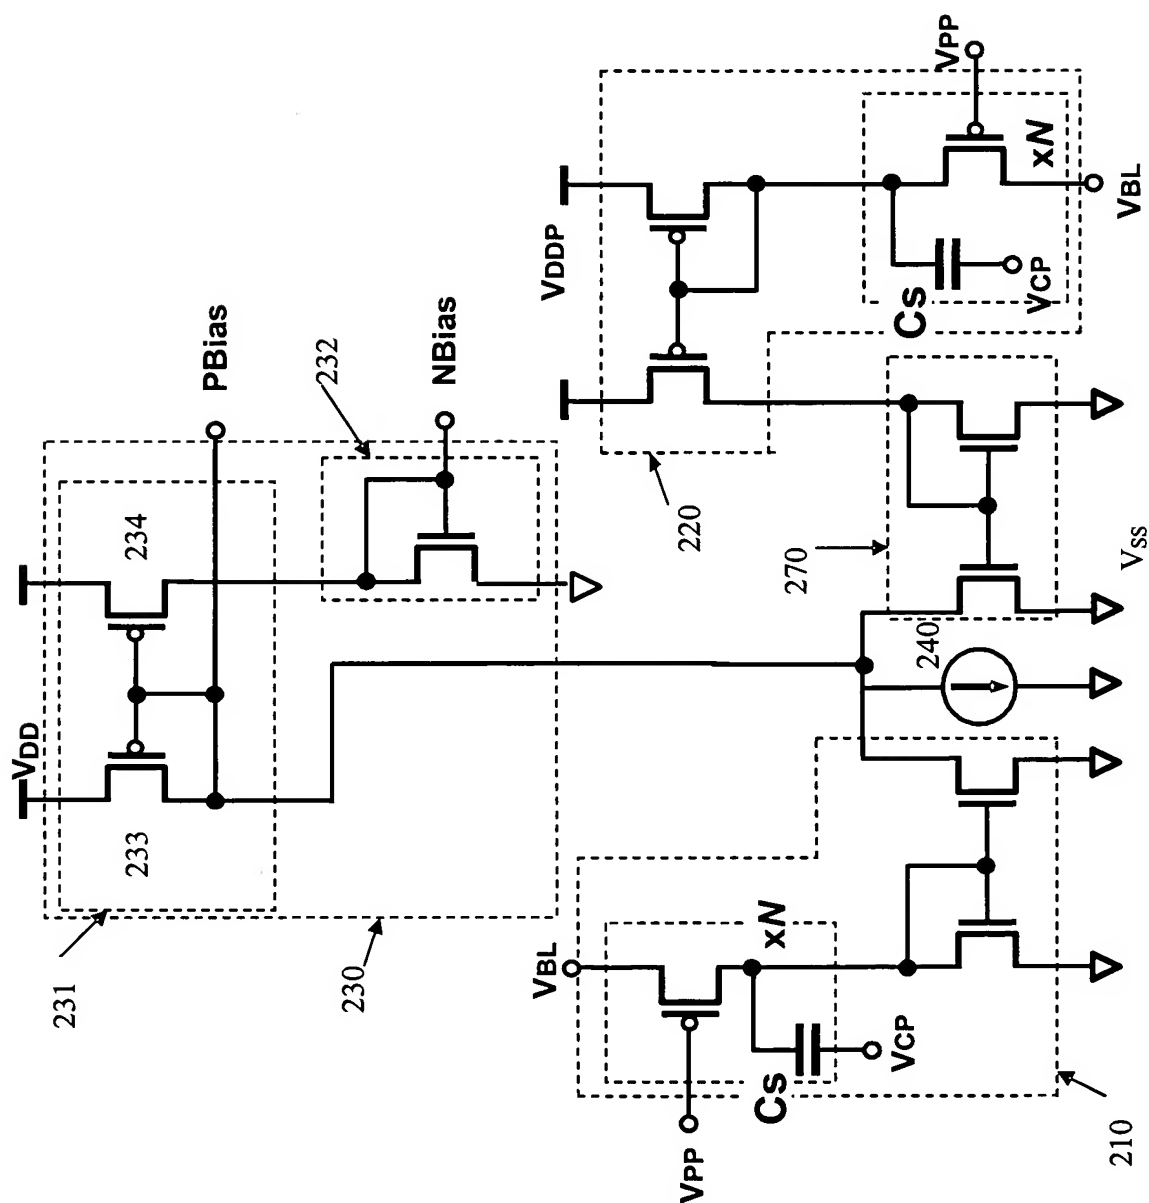 VDD
231
233
234
230
PBias
NBias
232
VBL
xN
VPP
Cs
VCP
210
240
270
VSS
220
VDDP
VPP
xN
VBL
Cs
VCP